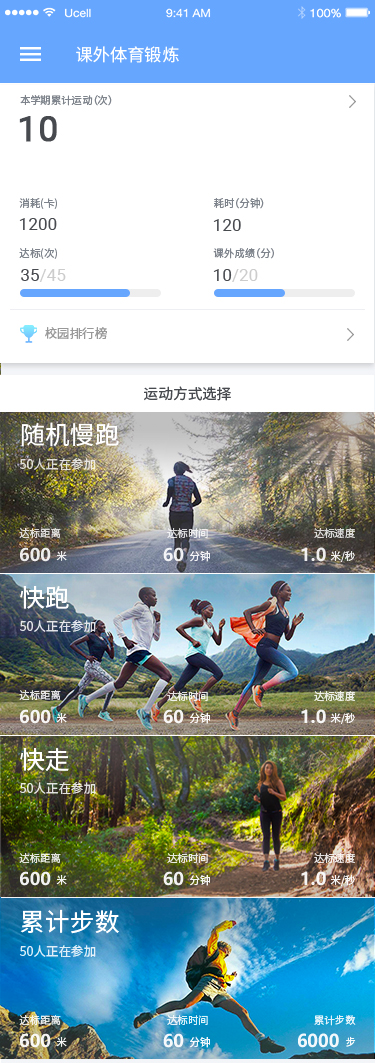 Ucell 9:41 AM 100%
课外体育锻炼
本学期累计运动(次)
10
消耗(卡) 耗时(分钟)
1200 120
达标(次) 课外成绩(分)
35/45 10/20
校园排行榜
运动方式选择
随机慢跑
50人正在参加
达标距离 达标时间 达标速度
600 米 60 分钟 1.0 米/秒
快跑
50人正在参加
达标距离 达标时间 达标速度
600 米 60 分钟 1.0 米/秒
快走
50人正在参加
达标距离 达标时间 达标速度
600 米 60 分钟 1.0 米/秒
累计步数
50人正在参加
达标距离 达标时间 累计步数
600 米 60 分钟 6000 步